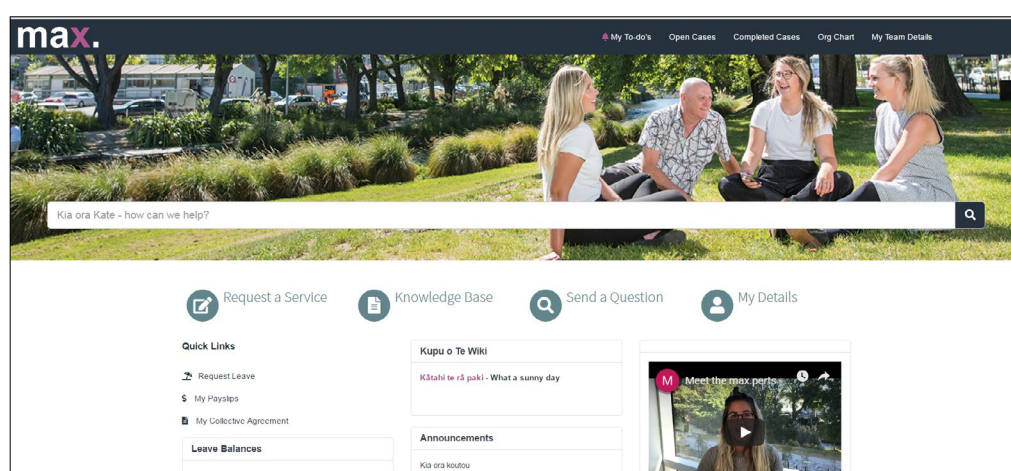 max.
My To-do's Open Cases Completed Cases Org Chart My Team Details
Kia ora Kate - how can we help?
Request a Service Knowledge Base Send a Question My Details
Quick Links
Request Leave
My Payslips
My Collective Agreement
Leave Balances
Kupu o Te Wiki
Kātahi te rā paki - What a sunny day
Announcements
Kia ora koutou
M Meet the max.perts